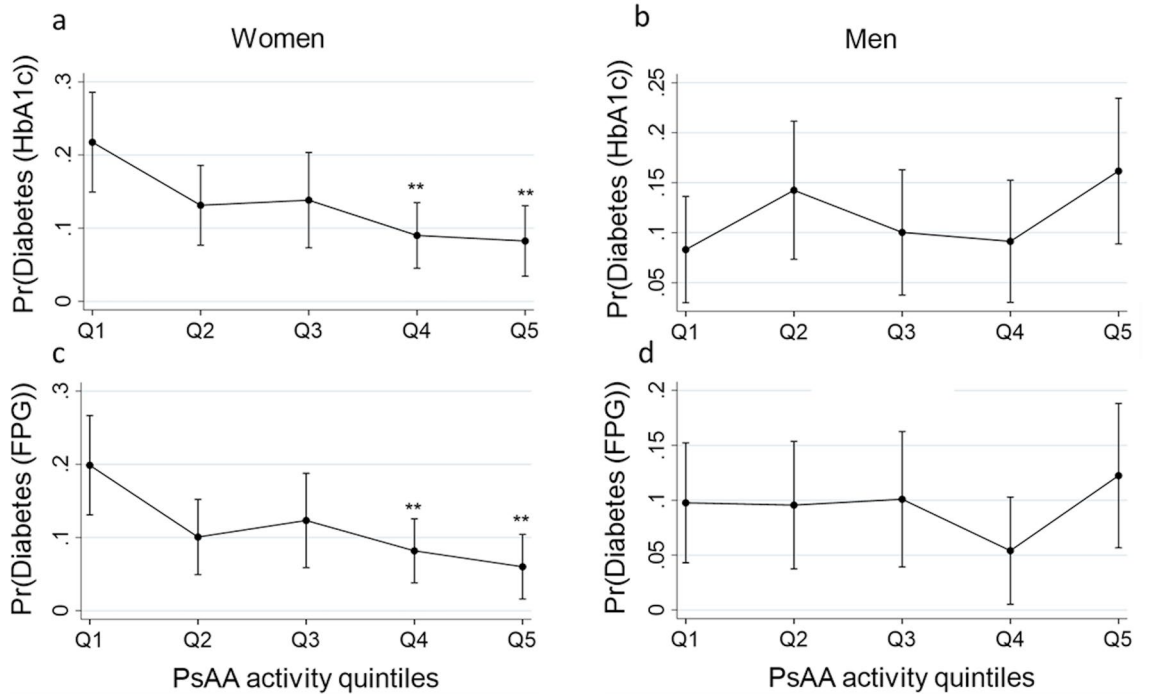 a
Women
Pr(Diabetes (HbA1c))
.3
.2
.1
0
**
**
Q1 Q2 Q3 Q4 Q5
b
Men
Pr(Diabetes (HbA1c))
.25
.2
.15
.1
.05
Q1 Q2 Q3 Q4 Q5
c
Pr(Diabetes (FPG))
.3
.2
.1
0
**
**
Q1 Q2 Q3 Q4 Q5
PsAA activity quintiles
d
Pr(Diabetes (FPG))
.2
.15
.1
.05
0
Q1 Q2 Q3 Q4 Q5
PsAA activity quintiles